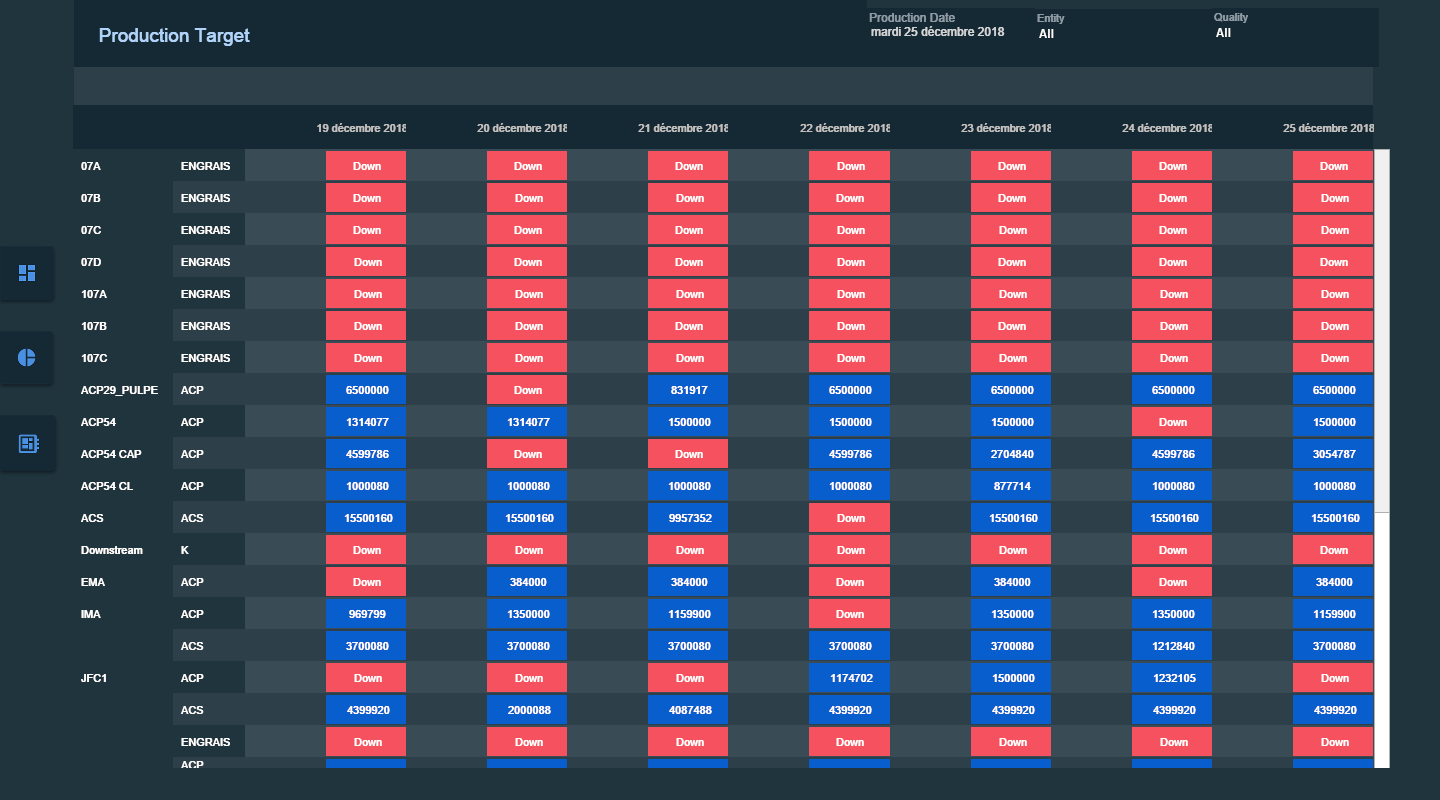 Production Target
Production Date
mardi 25 décembre 2018
Entity
All
Quality
All
19 décembre 2018 20 décembre 2018 21 décembre 2018 22 décembre 2018 23 décembre 2018 24 décembre 2018 25 décembre 2018
07A ENGRAIS Down Down Down Down Down Down Down
07B ENGRAIS Down Down Down Down Down Down Down
07C ENGRAIS Down Down Down Down Down Down Down
07D ENGRAIS Down Down Down Down Down Down Down
107A ENGRAIS Down Down Down Down Down Down Down
107B ENGRAIS Down Down Down Down Down Down Down
107C ENGRAIS Down Down Down Down Down Down Down
ACP29_PULPE ACP 6500000 Down 831917 6500000 6500000 6500000 6500000
ACP54 ACP 1314077 1314077 1500000 1500000 1500000 Down 1500000
ACP54 CAP ACP 4599786 Down Down 4599786 2704840 4599786 3054787
ACP54 CL ACP 1000080 1000080 1000080 1000080 877714 1000080 1000080
ACS ACS 15500160 15500160 9957352 Down 15500160 15500160 15500160
Downstream K Down Down Down Down Down Down Down
EMA ACP Down 384000 384000 Down 384000 Down 384000
IMA ACP 969799 1350000 1159900 Down 1350000 1350000 1159900
ACS 3700080 3700080 3700080 3700080 3700080 1212840 3700080
JFC1 ACP Down Down Down 1174702 1500000 1232105 Down
ACS 4399920 2000088 4087488 4399920 4399920 4399920 4399920
ENGRAIS Down Down Down Down Down Down Down
ACP